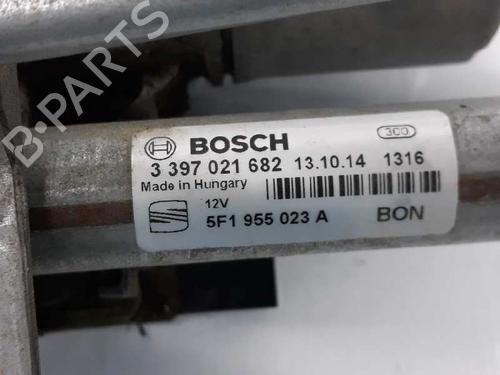 BOSCH
300
3 397 021 682 13.10.14 1316
Made in Hungary
12V
5F1 955 023 A BON
B-PARTS